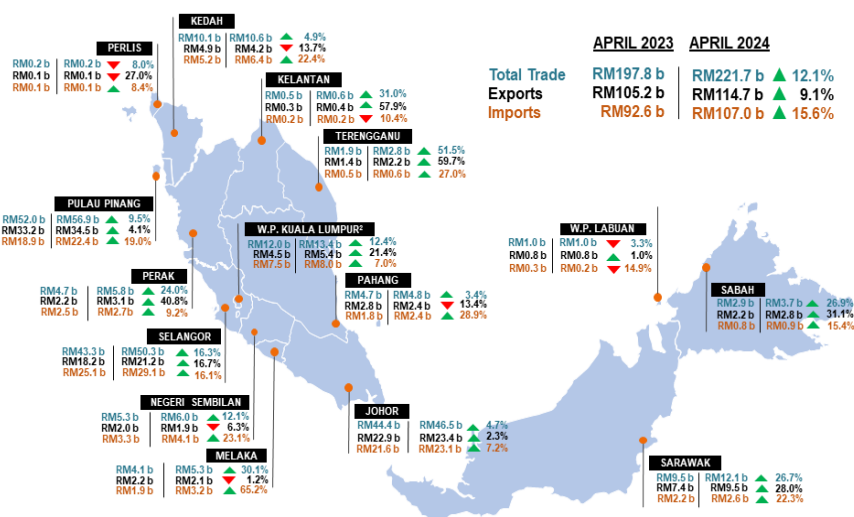 APRIL 2023 APRIL 2024
Total Trade RM197.8 b RM221.7 b 12.1%
Exports RM105.2 b RM114.7 b 9.1%
Imports RM92.6 b RM107.0 b 15.6%
KEDAH
RM10.1 b RM10.6 b 4.9%
RM4.9 b RM4.2 b 13.7%
RM5.2 b RM6.4 b 22.4%
PERLIS
RM0.2 b RM0.2 b 8.0%
RM0.1 b RM0.1 b 27.0%
RM0.1 b RM0.1 b 8.4%
KELANTAN
RM0.5 b RM0.6 b 31.0%
RM0.3 b RM0.4 b 57.9%
RM0.2 b RM0.2 b 10.4%
TERENGGANU
RM1.9 b RM2.8 b 51.5%
RM1.4 b RM2.2 b 59.7%
RM0.5 b RM0.6 b 27.0%
PULAU PINANG
RM52.0 b RM56.9 b 9.5%
RM33.2 b RM34.5 b 4.1%
RM18.9 b RM22.4 b 19.0%
W.P. KUALA LUMPUR²
RM12.0 b RM13.4 b 12.4%
RM4.5 b RM5.4 b 21.4%
RM7.5 b RM8.0 b 7.0%
W.P. LABUAN
RM1.0 b RM1.0 b 3.3%
RM0.8 b RM0.8 b 1.0%
RM0.3 b RM0.2 b 14.9%
PERAK
RM4.7 b RM5.8 b 24.0%
RM2.2 b RM3.1 b 40.8%
RM2.5 b RM2.7b 9.2%
PAHANG
RM4.7 b RM4.8 b 3.4%
RM2.8 b RM2.4 b 13.4%
RM1.8 b RM2.4 b 28.9%
SABAH
RM2.9 b RM3.7 b 26.9%
RM2.2 b RM2.8 b 31.1%
RM0.8 b RM0.9 b 15.4%
SELANGOR
RM43.3 b RM50.3 b 16.3%
RM18.2 b RM21.2 b 16.7%
RM25.1 b RM29.1 b 16.1%
NEGERI SEMBILAN
RM5.3 b RM6.0 b 12.1%
RM2.0 b RM1.9 b 6.3%
RM3.3 b RM4.1 b 23.1%
JOHOR
RM44.4 b RM46.5 b 4.7%
RM22.9 b RM23.4 b 2.3%
RM21.6 b RM23.1 b 7.2%
MELAKA
RM4.1 b RM5.3 b 30.1%
RM2.2 b RM2.1 b 1.2%
RM1.9 b RM3.2 b 65.2%
SARAWAK
RM9.5 b RM12.1 b 26.7%
RM7.4 b RM9.5 b 28.0%
RM2.2 b RM2.6 b 22.3%